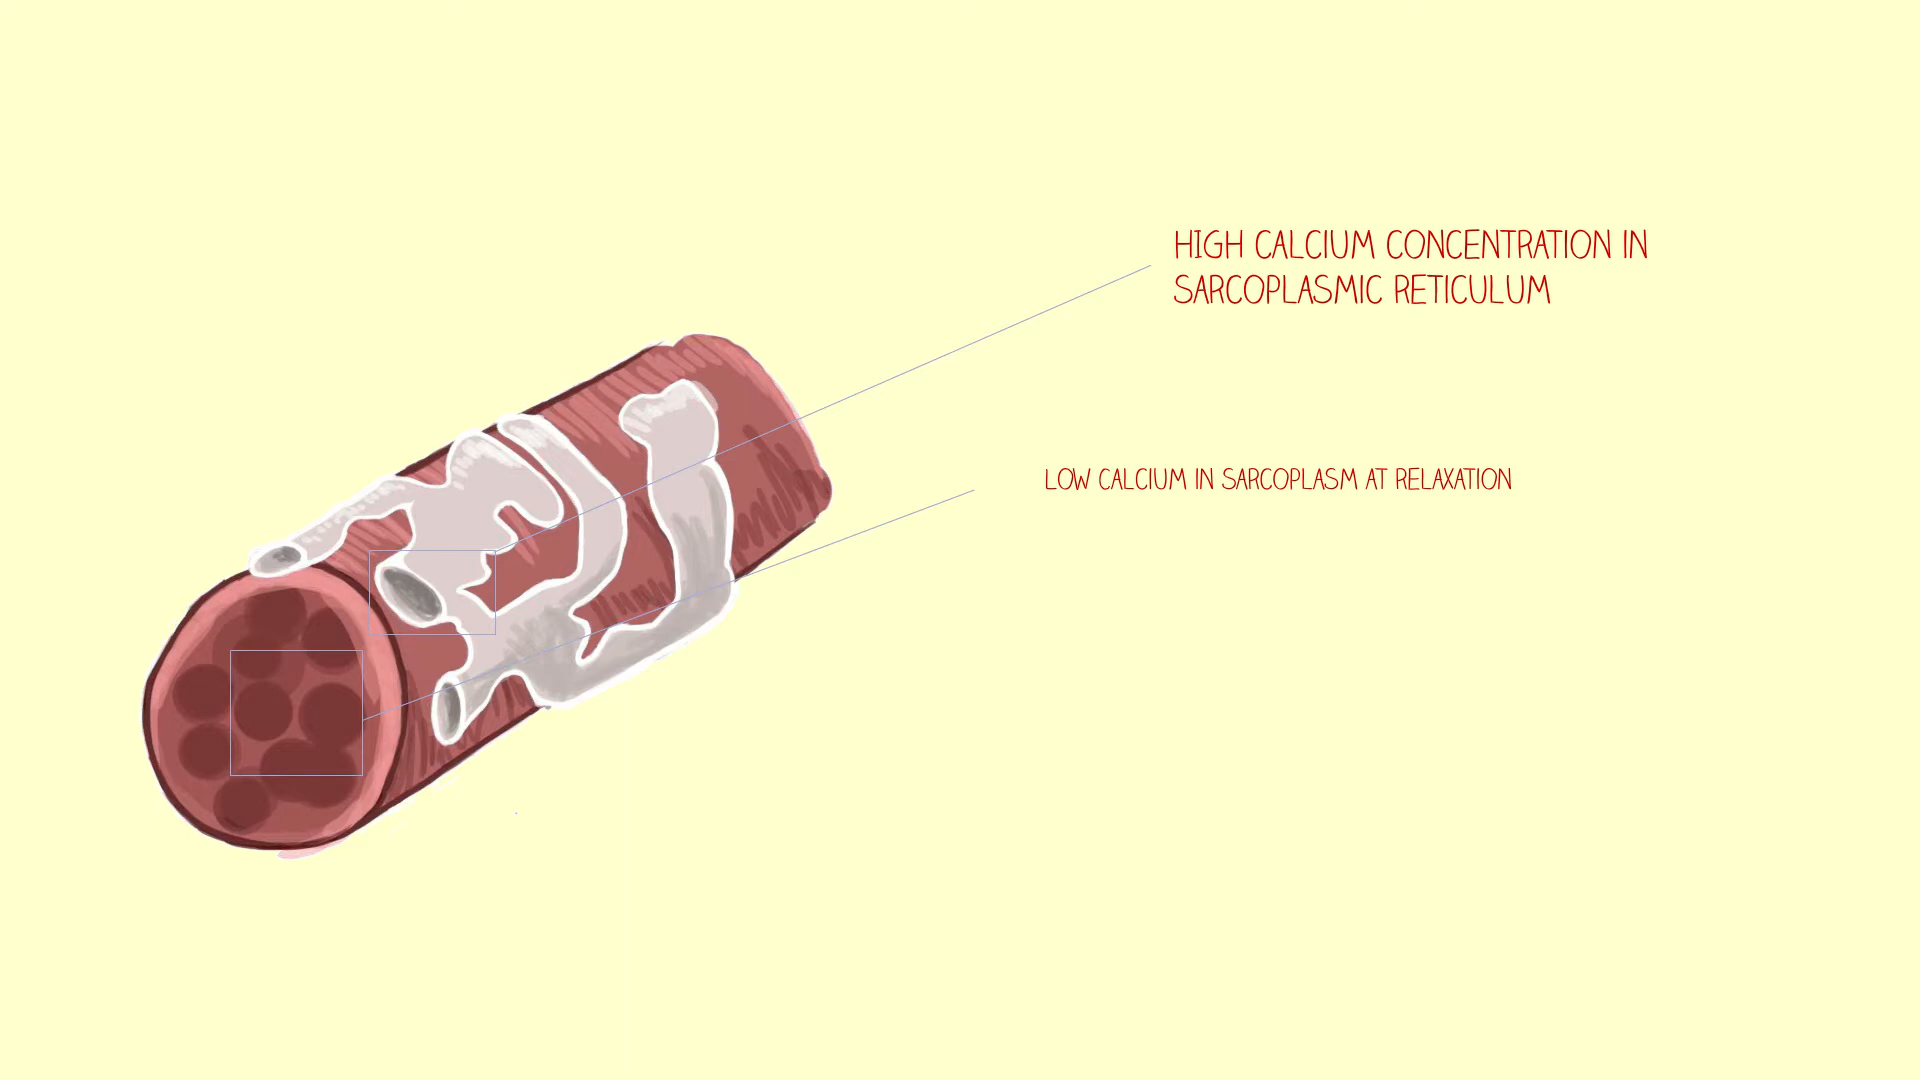 HIGH CALCIUM CONCENTRATION IN
SARCOPLASMIC RETICULUM
LOW CALCIUM IN SARCOPLASM AT RELAXATION